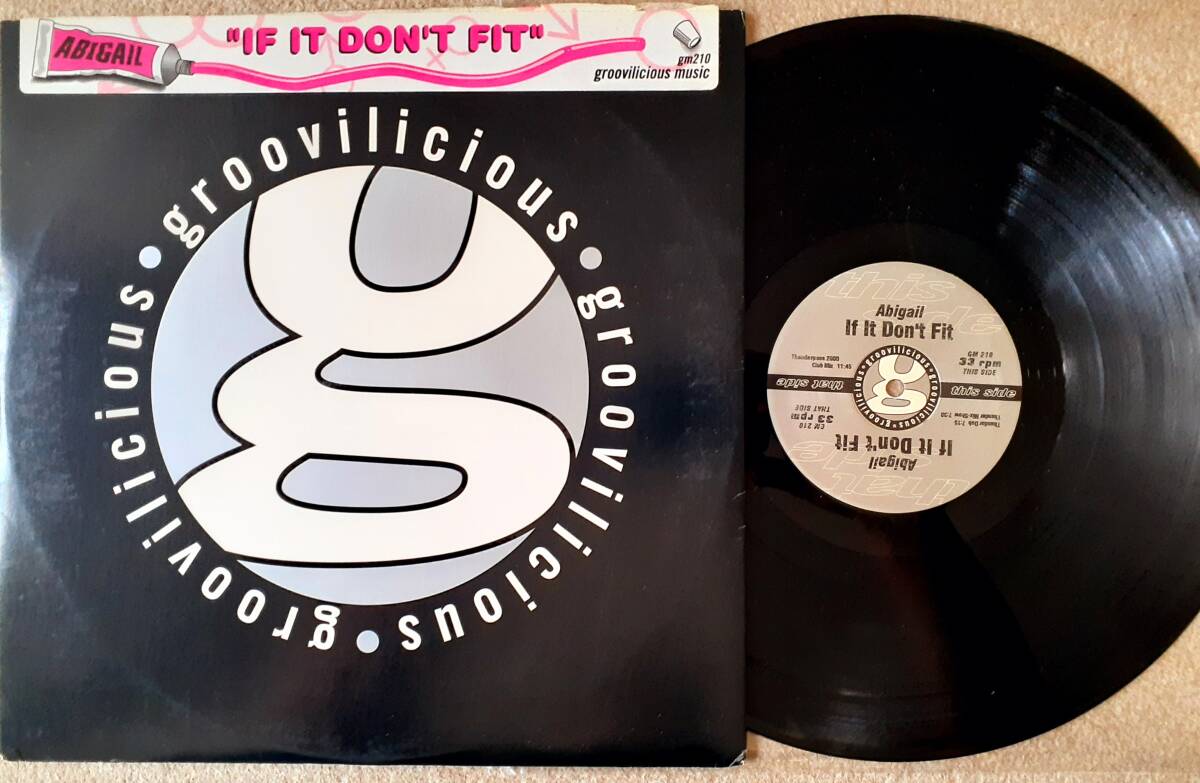 ABIGAIL
"IF IT DON'T FIT"
gm210
groovilicious music
groovilicious • groovilicious • groovilicious •
this
side
Abigail
If It Don't Fit
Thunderpuss 2000
Club Mix 11:45
GM 210
33 rpm
THIS SIDE
this side
that side
groovilicious • groovilicious • groovilicious •
Abigail
If It Don't Fit
Thunder Dub 7:15
Thunder Mix-Show 7:30
GM 210
33 rpm
THAT SIDE
that
side